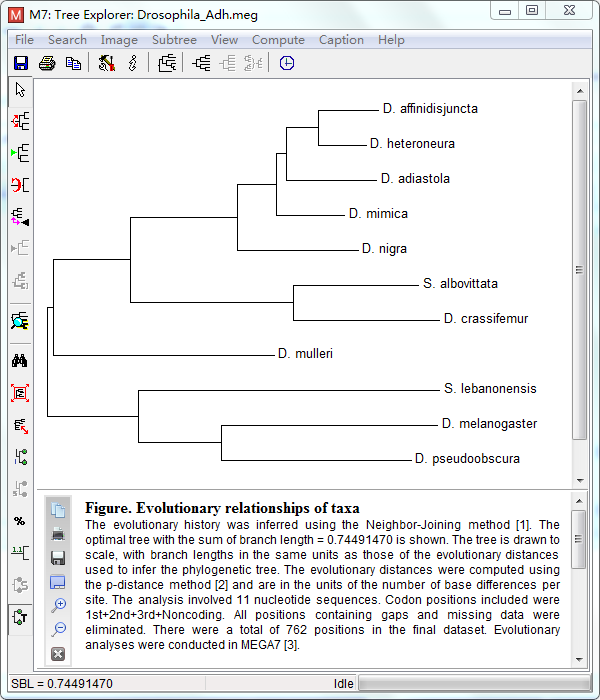 M7: Tree Explorer: Drosophila_Adh.meg
File Search Image Subtree View Compute Caption Help
D. affinidisjuncta
D. heteroneura
D. adiastola
D. mimica
D. nigra
S. albovittata
D. crassifemur
D. mulleri
S. lebanonensis
D. melanogaster
D. pseudoobscura
%
1.1
Figure. Evolutionary relationships of taxa
The evolutionary history was inferred using the Neighbor-Joining method [1]. The
optimal tree with the sum of branch length = 0.74491470 is shown. The tree is drawn to
scale, with branch lengths in the same units as those of the evolutionary distances
used to infer the phylogenetic tree. The evolutionary distances were computed using
the p-distance method [2] and are in the units of the number of base differences per
site. The analysis involved 11 nucleotide sequences. Codon positions included were
1st+2nd+3rd+Noncoding. All positions containing gaps and missing data were
eliminated. There were a total of 762 positions in the final dataset. Evolutionary
analyses were conducted in MEGA7 [3].
SBL = 0.74491470 Idle